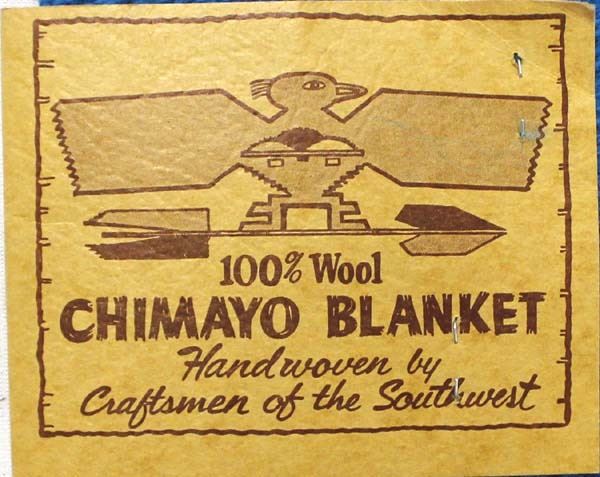 100% Wool
CHIMAYO BLANKET
Handwoven by
Craftsmen of the Southwest